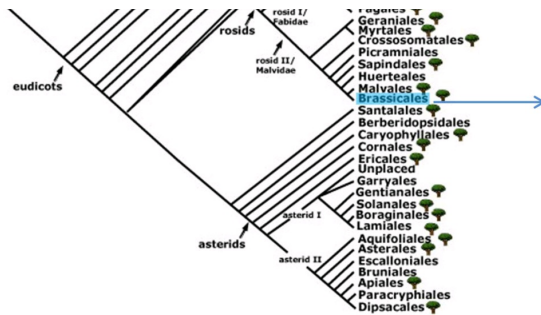 Fagales
rosid I/
Fabidae
rosids
rosid II/
Malvidae
eudicots
Geraniales
Myrtales
Crossosomatales
Picramniales
Sapindales
Huerteales
Malvales
Brassicales
Santalales
Berberidopsidales
Caryophyllales
Cornales
Ericales
Unplaced
Garryales
Gentianales
Solanales
Boraginales
Lamiales
asterid I
asterids
asterid II
Aquifoliales
Asterales
Escalloniales
Bruniales
Apiales
Paracryphiales
Dipsacales